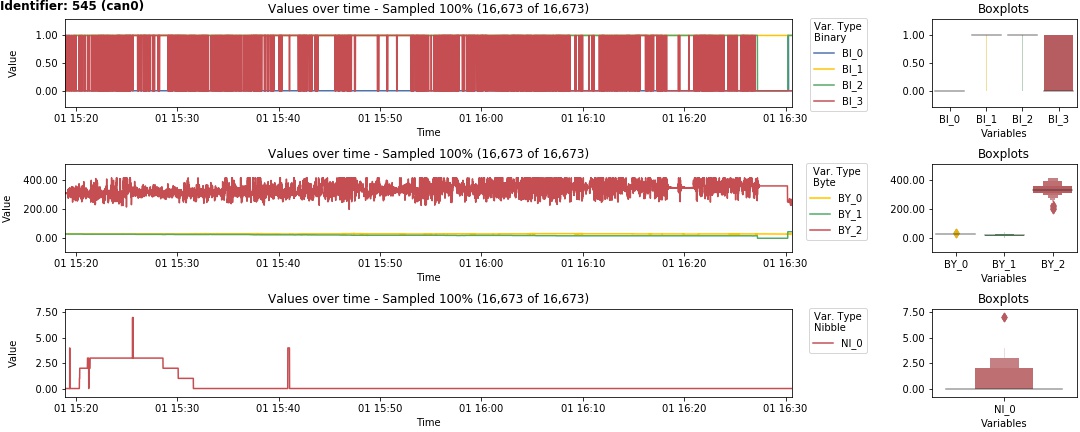 Identifier: 545 (can0)
Values over time - Sampled 100% (16,673 of 16,673)
Boxplots
Value
1.00
0.50
0.00
01 15:20 01 15:30 01 15:40 01 15:50 01 16:00 01 16:10 01 16:20 01 16:30
Time
Var. Type
Binary
BI_0
BI_1
BI_2
BI_3
1.00
0.50
0.00
BI_0 BI_1 BI_2 BI_3
Variables
Values over time - Sampled 100% (16,673 of 16,673)
Boxplots
Value
400.00
200.00
0.00
01 15:20 01 15:30 01 15:40 01 15:50 01 16:00 01 16:10 01 16:20 01 16:30
Time
Var. Type
Byte
BY_0
BY_1
BY_2
400.00
200.00
0.00
BY_0 BY_1 BY_2
Variables
Values over time - Sampled 100% (16,673 of 16,673)
Boxplots
Value
7.50
5.00
2.50
0.00
01 15:20 01 15:30 01 15:40 01 15:50 01 16:00 01 16:10 01 16:20 01 16:30
Time
Var. Type
Nibble
NI_0
7.50
5.00
2.50
0.00
NI_0
Variables